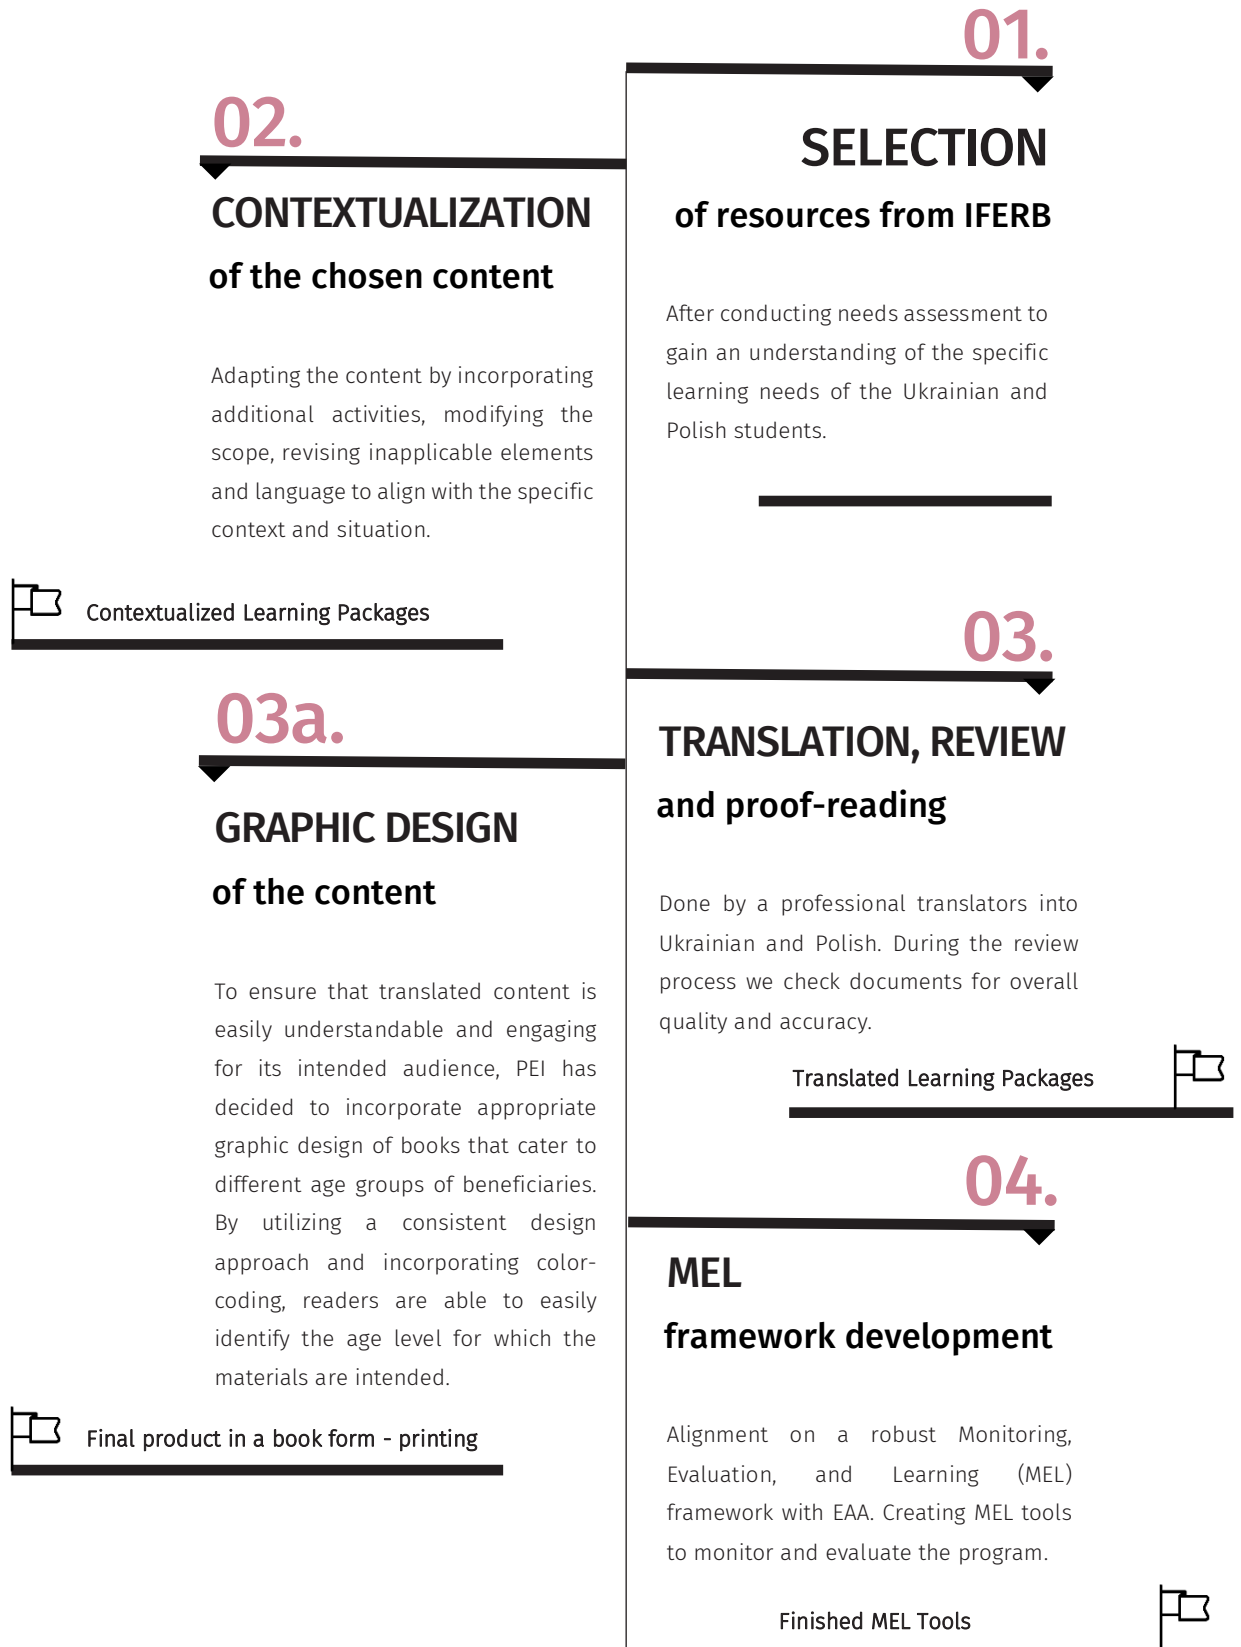 01.
SELECTION
of resources from IFERB
After conducting needs assessment to
gain an understanding of the specific
learning needs of the Ukrainian and
Polish students.
02.
CONTEXTUALIZATION
of the chosen content
Adapting the content by incorporating
additional activities, modifying the
scope, revising inapplicable elements
and language to align with the specific
context and situation.
Contextualized Learning Packages
03.
TRANSLATION, REVIEW
and proof-reading
Done by a professional translators into
Ukrainian and Polish. During the review
process we check documents for overall
quality and accuracy.
Translated Learning Packages
03a.
GRAPHIC DESIGN
of the content
To ensure that translated content is
easily understandable and engaging
for its intended audience, PEI has
decided to incorporate appropriate
graphic design of books that cater to
different age groups of beneficiaries.
By utilizing a consistent design
approach and incorporating color-
coding, readers are able to easily
identify the age level for which the
materials are intended.
Final product in a book form - printing
04.
MEL
framework development
Alignment on a robust Monitoring,
Evaluation, and Learning (MEL)
framework with EAA. Creating MEL tools
to monitor and evaluate the program.
Finished MEL Tools